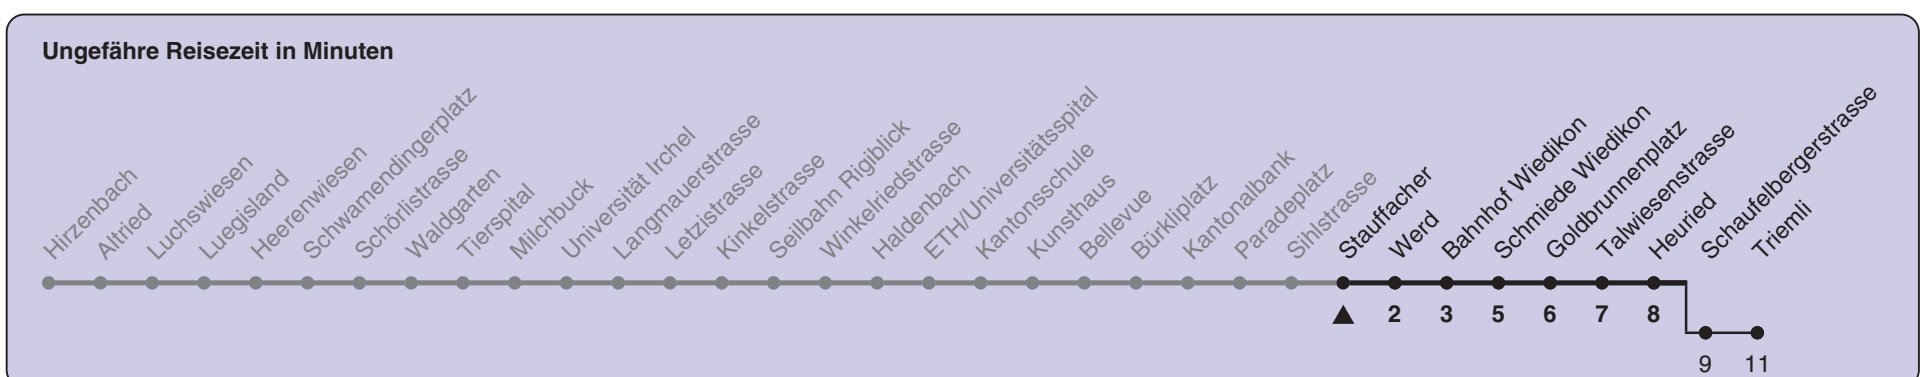 Ungefähre Reisezeit in Minuten
Hirzenbach
Altried
Luchswiesen
Luegisland
Heerenwiesen
Schwamendingerplatz
Schörlistrasse
Waldgarten
Tierspital
Milchbuck
Universität Irchel
Langmauerstrasse
Letzistrasse
Kinkelstrasse
Seilbahn Rigiblick
Winkelriedstrasse
Haldenbach
ETH/Universitätsspital
Kantonsschule
Kunsthaus
Bellevue
Bürkliplatz
Kantonalbank
Paradeplatz
Sihlstrasse
Stauffacher
Werd
Bahnhof Wiedikon
Schmiede Wiedikon
Goldbrunnenplatz
Talwiesenstrasse
Heuried
Schaufelbergerstrasse
Triemli
2 3 5 6 7 8
9 11